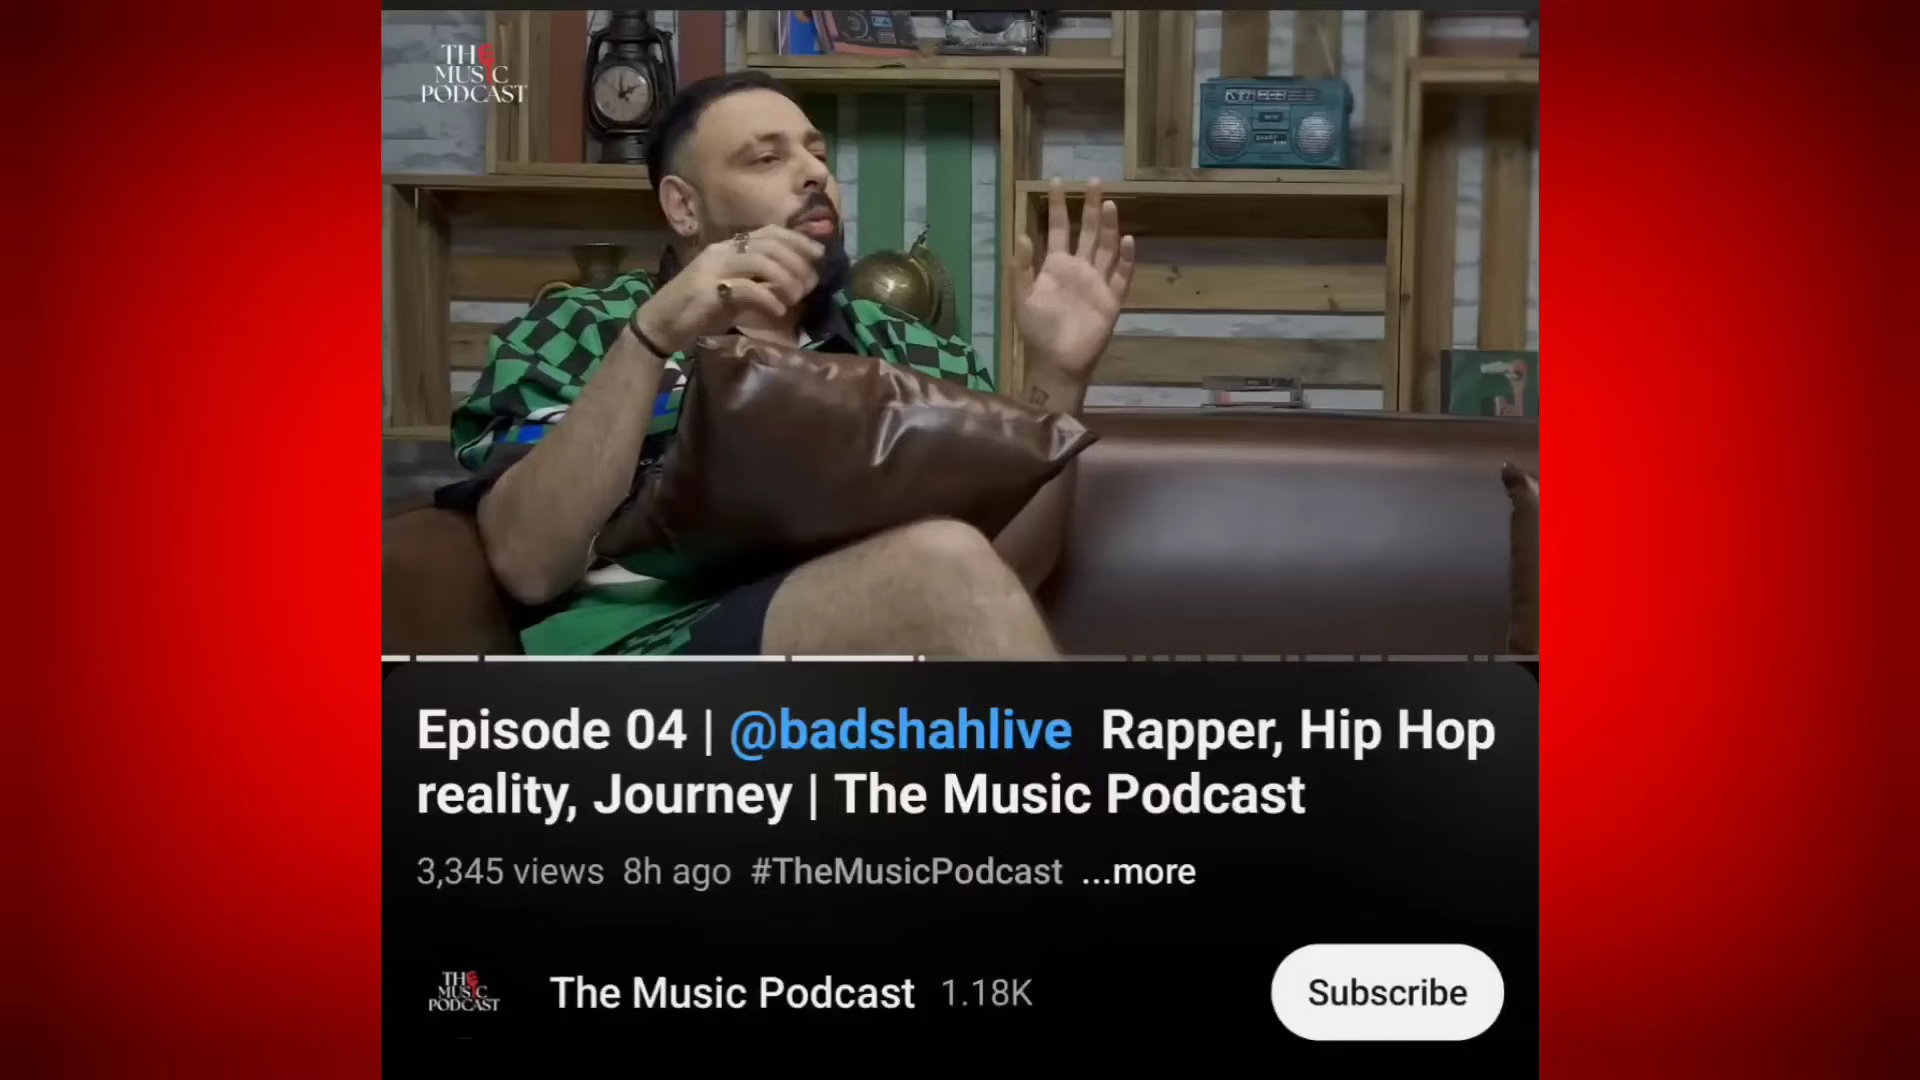 THE
MUSIC
PODCAST
Episode 04 | @badshahlive Rapper, Hip Hop
reality, Journey | The Music Podcast
3,345 views 8h ago #TheMusicPodcast ...more
THE
MUSIC
PODCAST
The Music Podcast 1.18K
Subscribe